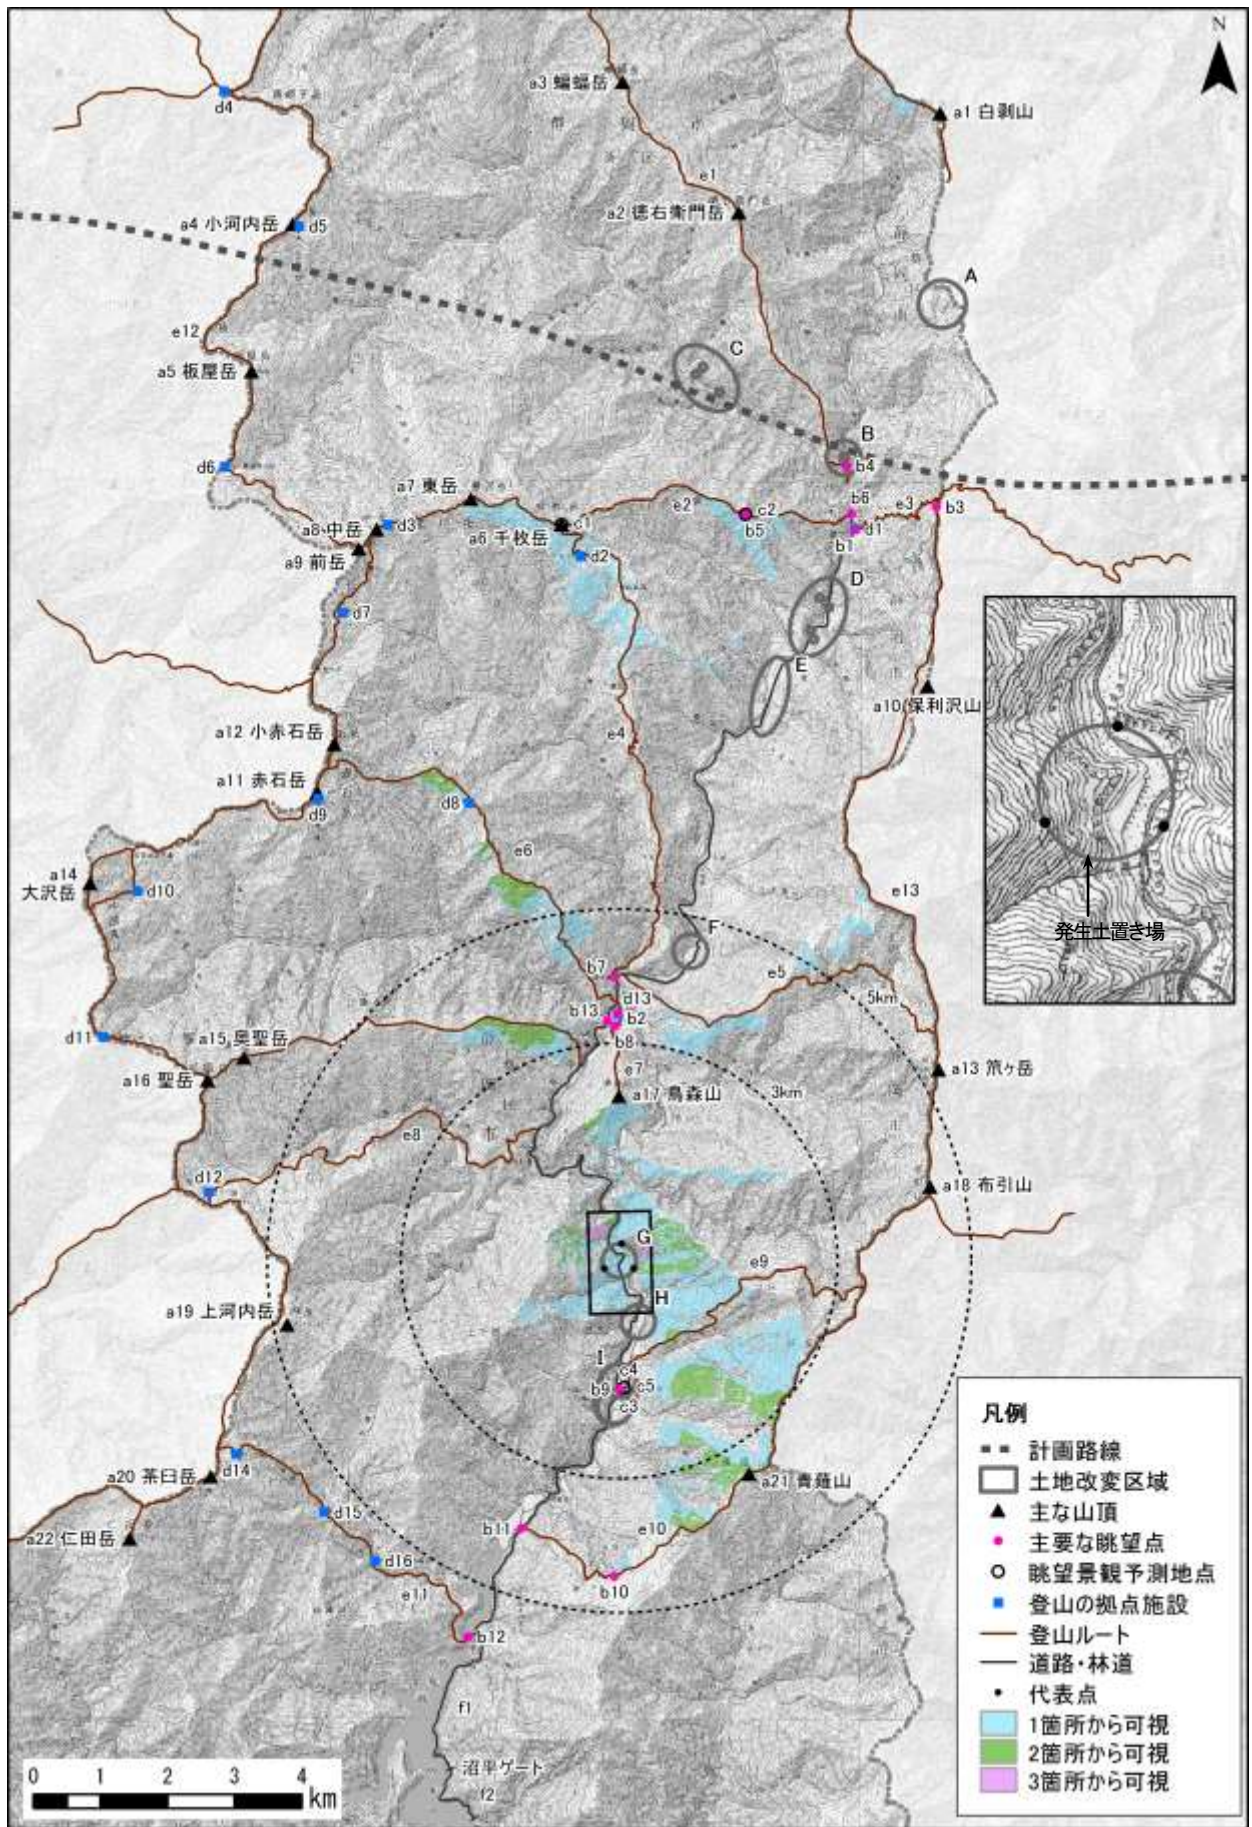 N
d4
a3 蝙蝠岳
a1 白剥山
e1
a2 徳右衛門岳
a4 小河内岳
d5
A
e12
C
a5 板屋岳
B
d6
b4
a7 東岳
e2
c2
b6
e3
b3
a8 中岳
d3
c1
a6 千枚岳
b5
d1
b1
a9 前岳
d2
D
d7
E
a10 保利沢山
e4
a12 小赤石岳
a11 赤石岳
d8
d9
e6
a14
大沢岳
d10
e13
F
発生土置き場
b7
e5
5km
d13
b13
b2
d11
a15 奥聖岳
b8
a16 聖岳
e7
a13 笊ヶ岳
a17 鳥森山
3km
e8
市
d12
a18 布引山
G
e9
H
a19 上河内岳
I
c4
b9
c5
c3
a20 茶臼岳
d14
a21 青薙山
d15
b11
e10
a22 仁田岳
d16
e11
b10
b12
f1
沼平ゲート
f2
凡例
計画路線
土地改変区域
主な山頂
主要な眺望点
眺望景観予測地点
登山の拠点施設
登山ルート
道路・林道
代表点
1箇所から可視
2箇所から可視
3箇所から可視
0 1 2 3 4
km